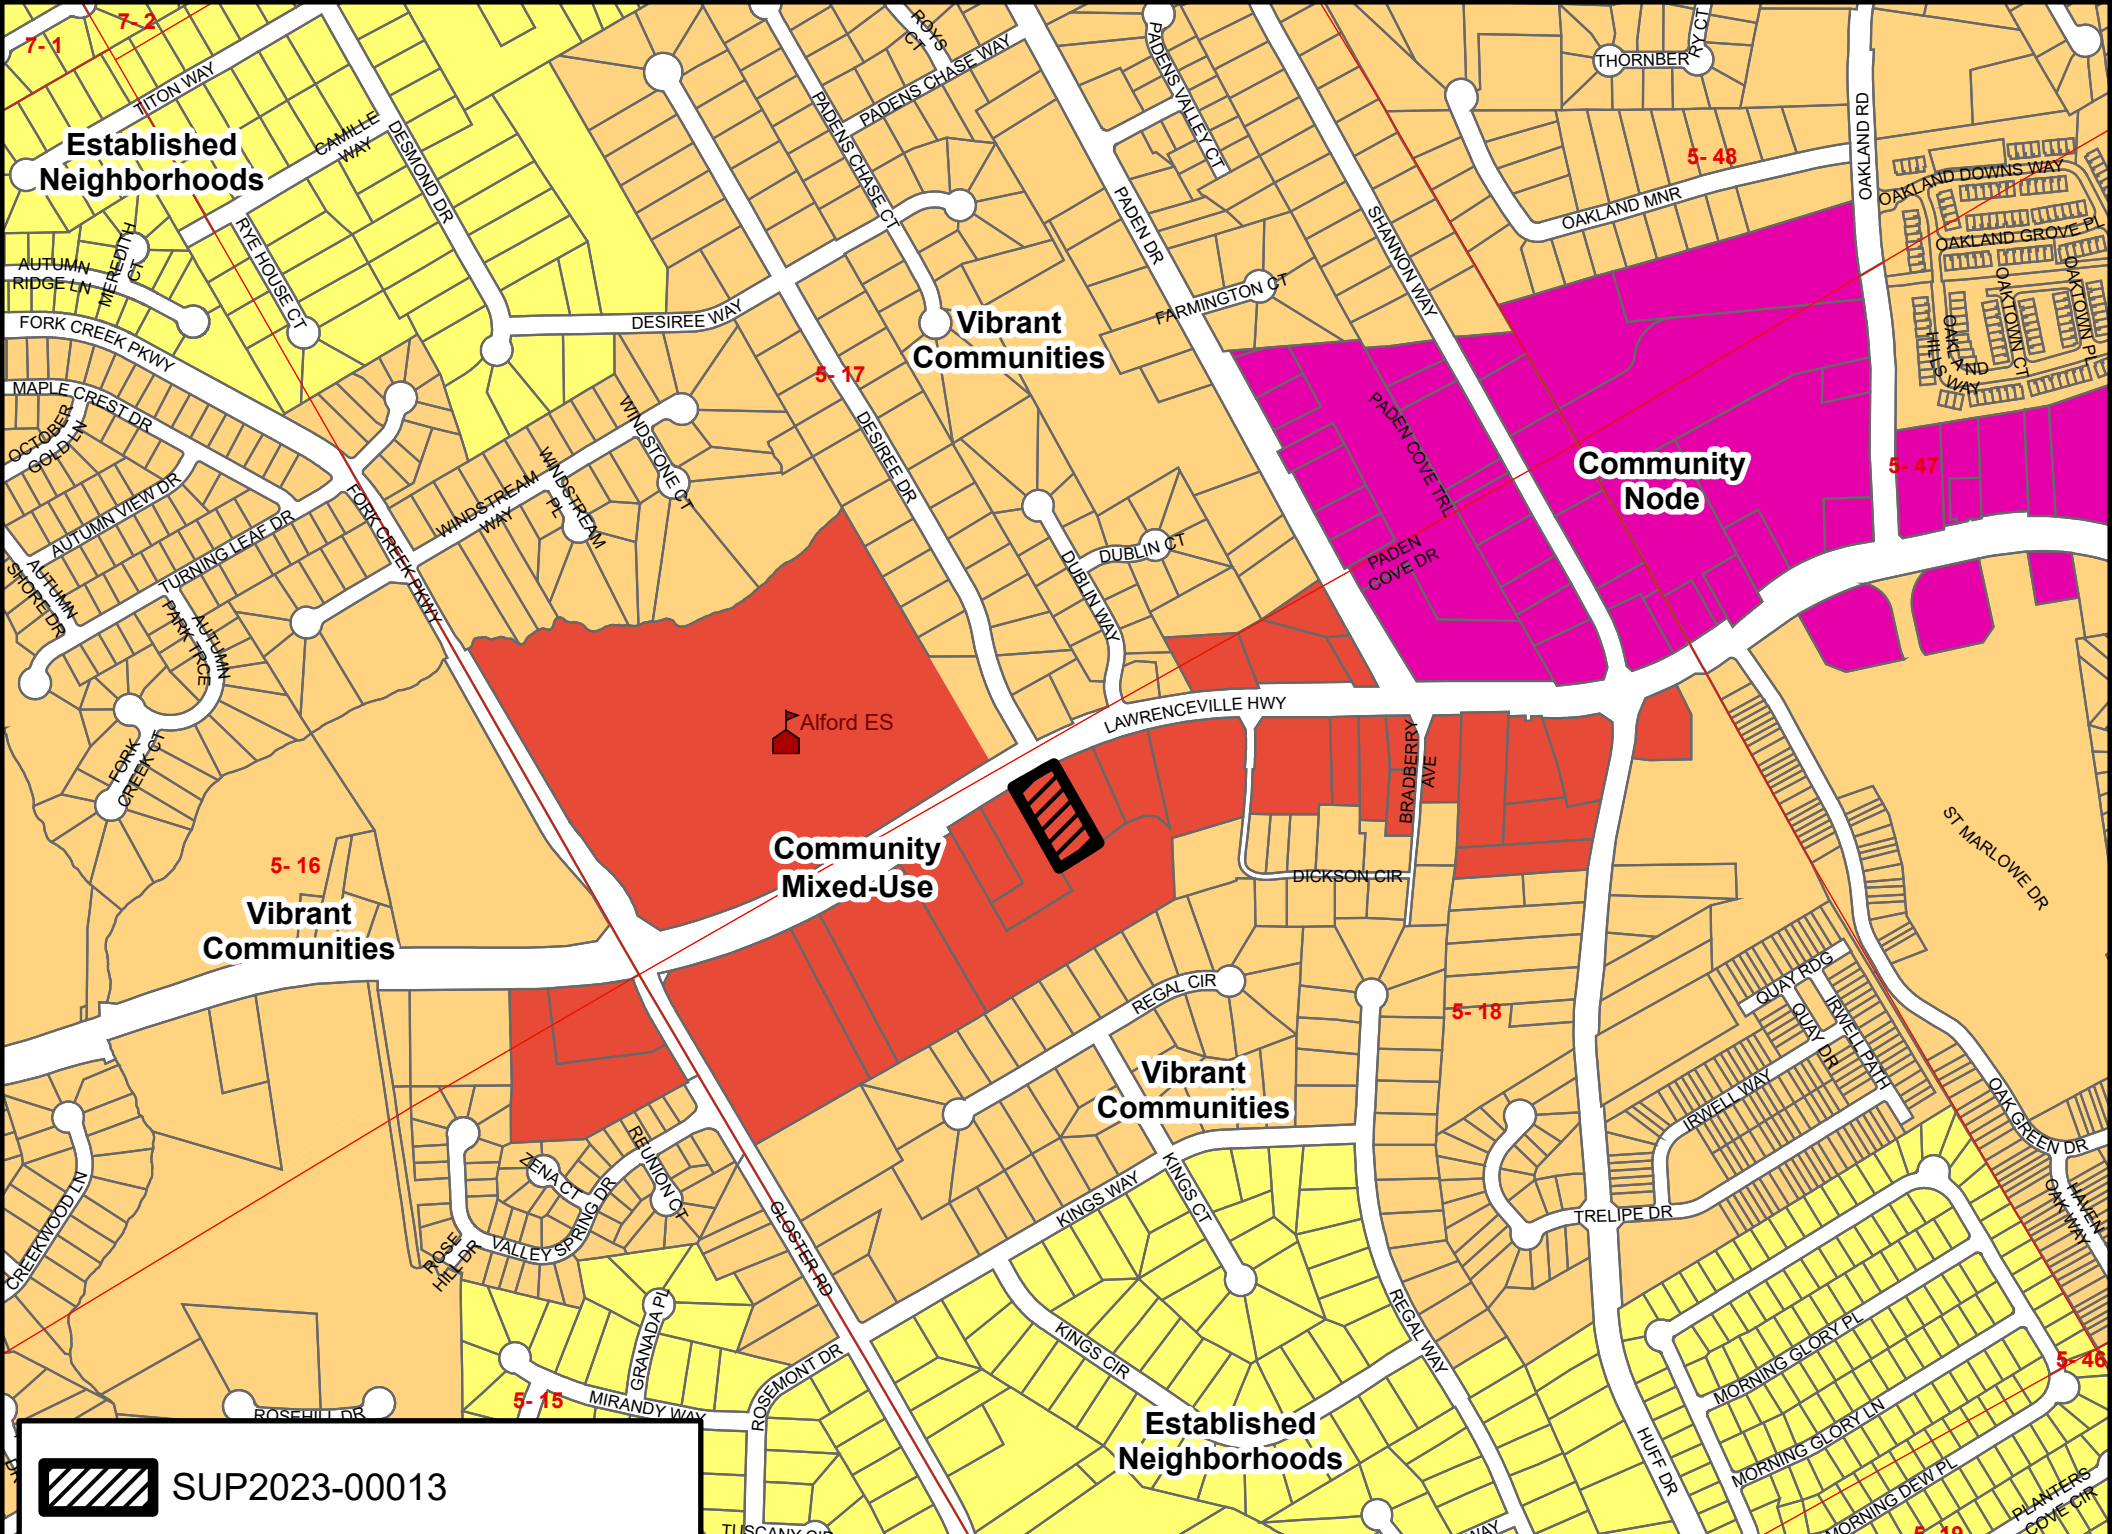 7- 2
7- 1
TITON WAY
Established
Neighborhoods
CAMILLE
WAY
DESMOND DR
ROYS
CT
PADENS CHASE WAY
PADENS CHASE CT
PADENS VALLEY CT
THORNBER
RY CT
5- 48
OAKLAND RD
OAKLAND MNR
OAKLAND DOWNS WAY
OAKLAND GROVE PL
OAKTOWN CT
OAKTOWN PL
OAKLAND
HILLS WAY
MEREDITH
CT
RYE HOUSE CT
AUTUMN
RIDGE LN
FORK CREEK PKWY
DESIREE WAY
PADEN DR
SHANNON WAY
FARMINGTON CT
Vibrant
Communities
5- 17
MAPLE CREST DR
OCTOBER
GOLD LN
AUTUMN VIEW DR
TURNING LEAF DR
AUTUMN
SHORE DR
AUTUMN
PARK TRCE
FORK CREEK PKWY
WINDSTREAM
WAY
WINDSTREAM
PL
WINDSTONE CT
DESIREE DR
DUBLIN CT
DUBLIN WAY
PADEN COVE TRL
PADEN
COVE DR
Community
Node
5- 47
FORK
CREEK CT
Alford ES
LAWRENCEVILLE HWY
BRADBERRY
AVE
DICKSON CIR
ST MARLOWE DR
Community
Mixed-Use
5- 16
Vibrant
Communities
REGAL CIR
5- 18
QUAY RDG
QUAY DR
IRWELL PATH
IRWELL WAY
Vibrant
Communities
OAK GREEN DR
HAVEN
OAK WAY
CREEKWOOD LN
ZENA CT
REUNION CT
VALLEY SPRING DR
ROSE
HILL DR
GLOSTER RD
KINGS WAY
KINGS CT
TRELIPE DR
GRANADA PL
KINGS CIR
REGAL WAY
MORNING GLORY PL
5- 46
5- 15
MIRANDY WAY
ROSEMONT DR
ROSEHILL DR
Established
Neighborhoods
HUFF DR
MORNING GLORY LN
MORNING DEW PL
PLANTERS
COVE CIR
SUP2023-00013
TUSCANY CIR
WAY
5- 19
DR